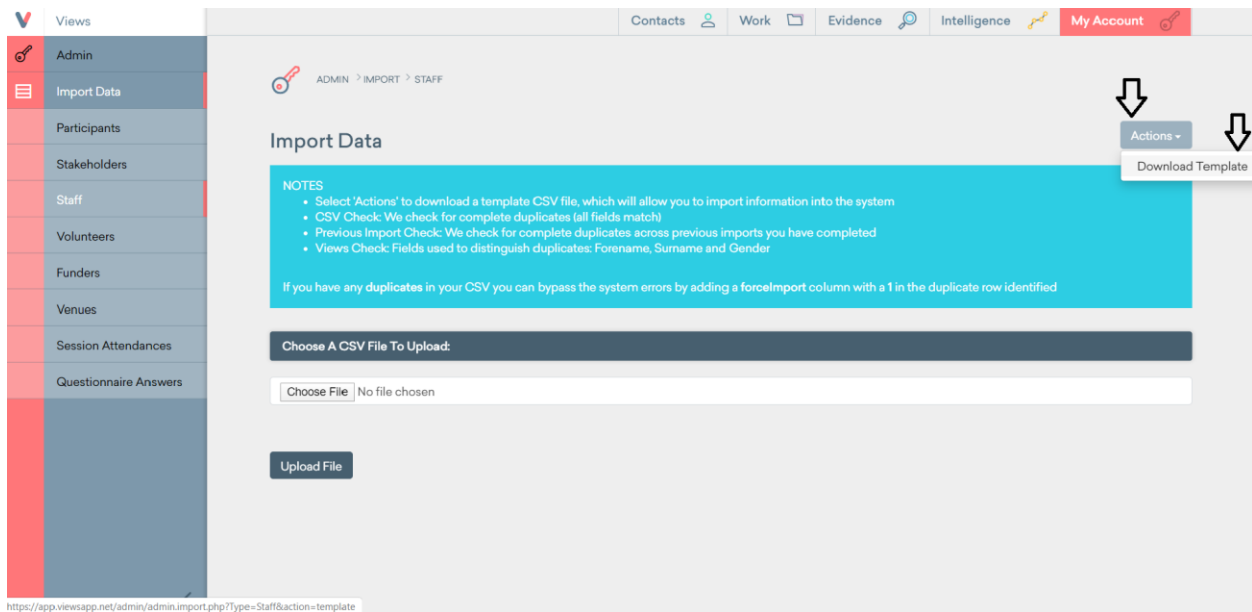 Views
Contacts
Work
Evidence
Intelligence
My Account
Admin
Import Data
Participants
Stakeholders
Staff
Volunteers
Funders
Venues
Session Attendances
Questionnaire Answers
ADMIN > IMPORT > STAFF
Import Data
Actions
Download Template
NOTES
• Select 'Actions' to download a template CSV file, which will allow you to import information into the system
• CSV Check: We check for complete duplicates (all fields match)
• Previous Import Check: We check for complete duplicates across previous imports you have completed
• Views Check: Fields used to distinguish duplicates: Forename, Surname and Gender
If you have any duplicates in your CSV you can bypass the system errors by adding a forceImport column with a 1 in the duplicate row identified
Choose A CSV File To Upload:
Choose File No file chosen
Upload File
https://app.viewsapp.net/admin/admin.import.php?Type=Staff&action=template